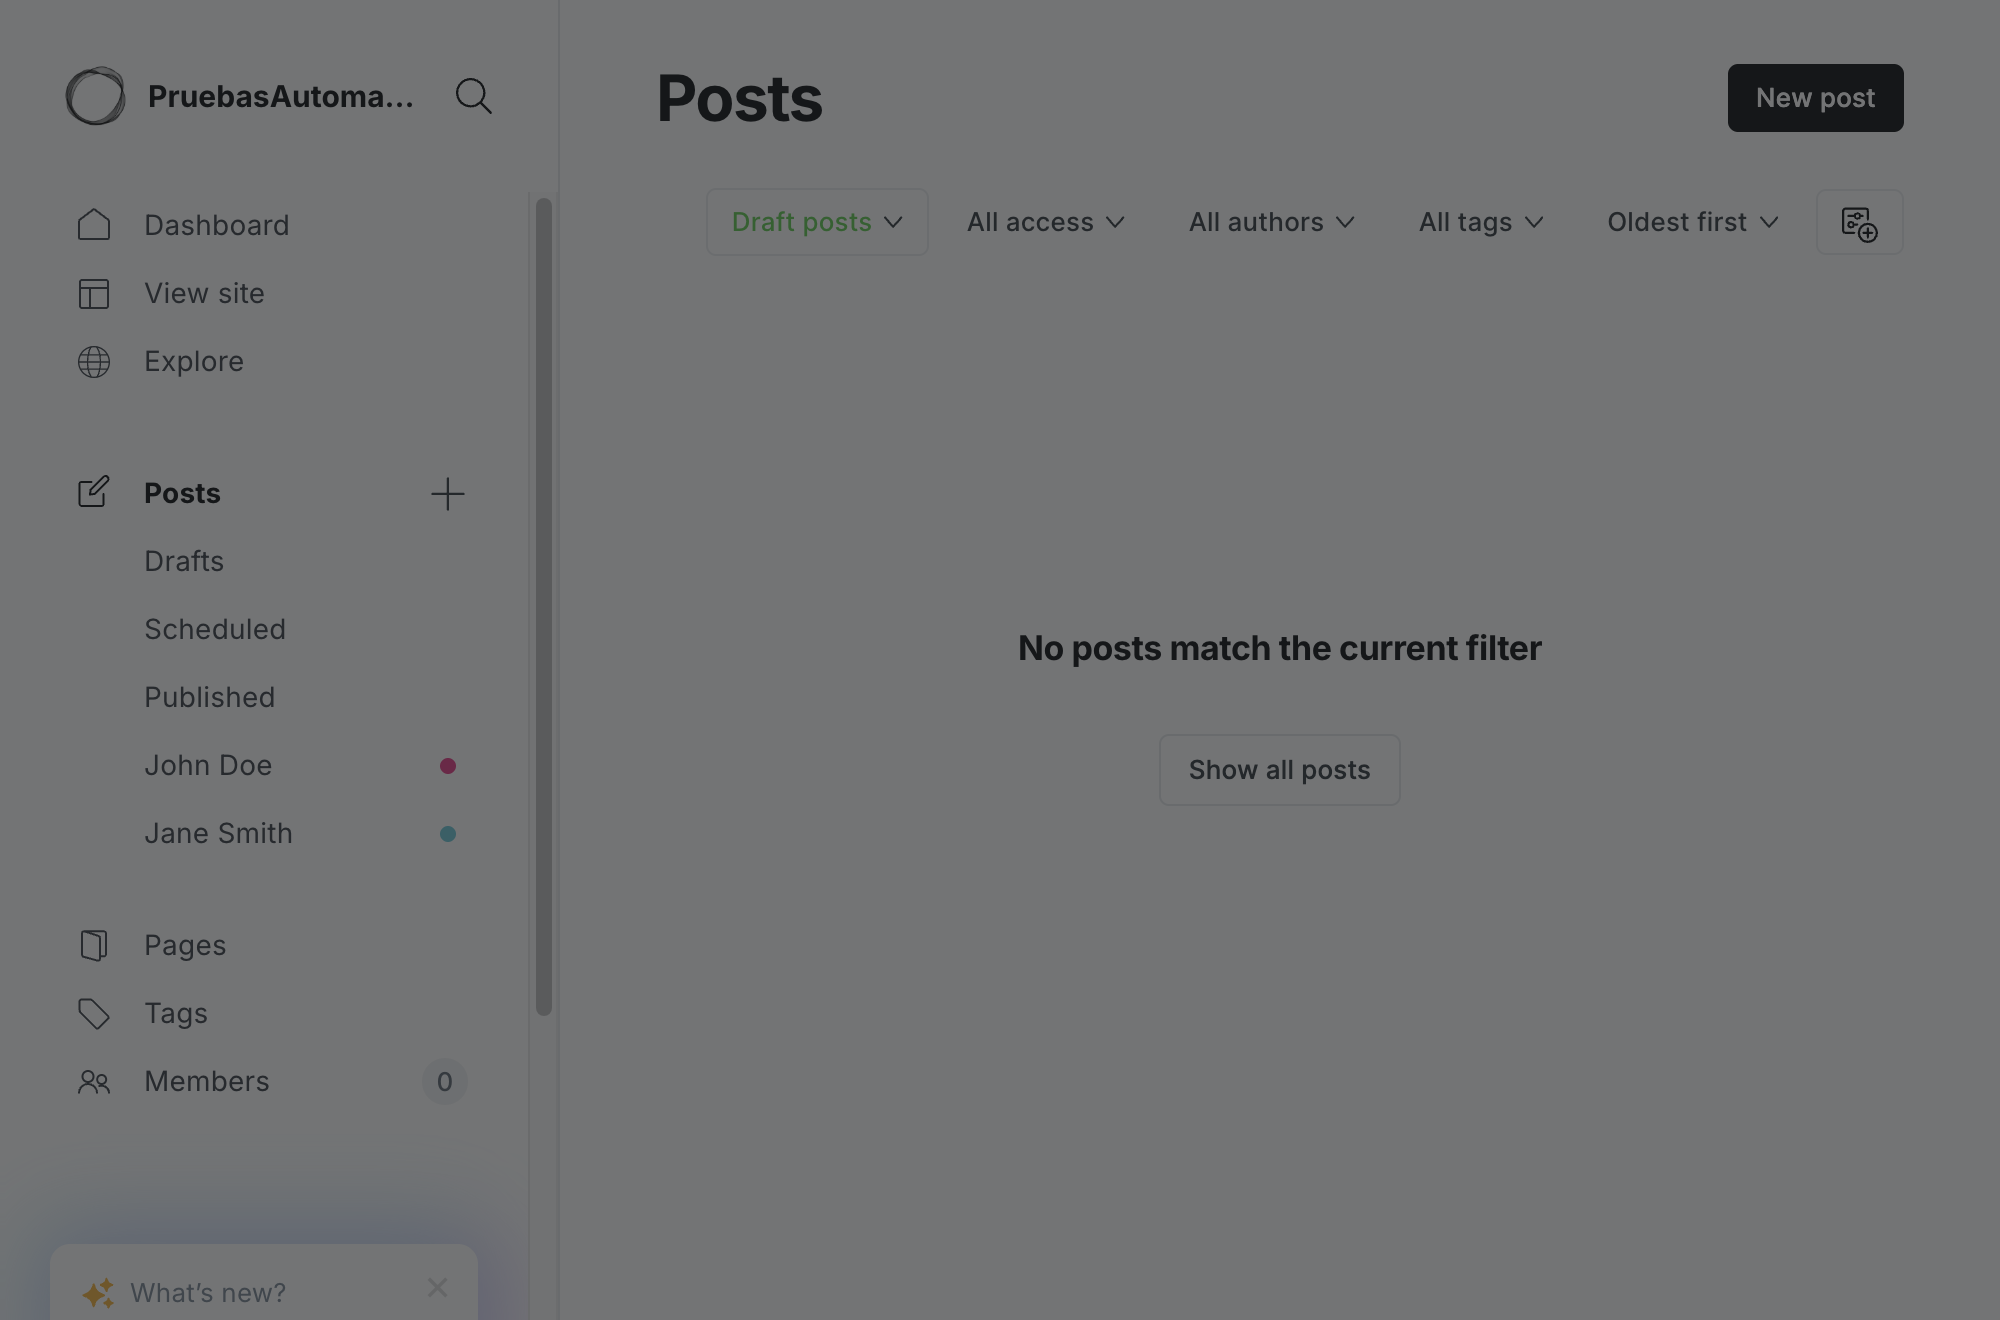 PruebasAutoma...
Dashboard
View site
Explore
Posts
Drafts
Scheduled
Published
John Doe
Jane Smith
Pages
Tags
Members
0
What's new?
Posts
New post
Draft posts
All access
All authors
All tags
Oldest first
No posts match the current filter
Show all posts